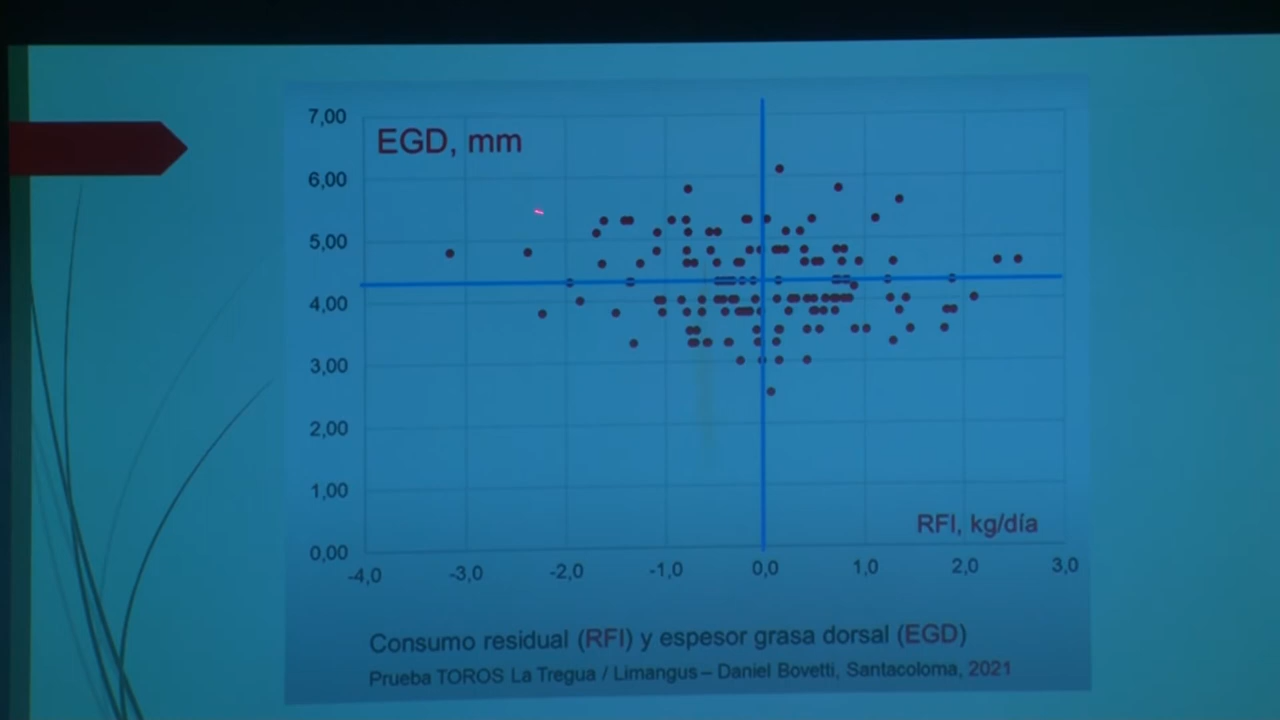 EGD, mm
7,00
6,00
5,00
4,00
3,00
2,00
1,00
0,00
-4,0 -3,0 -2,0 -1,0 0,0 1,0 2,0 3,0
RFI, kg/día
Consumo residual (RFI) y espesor grasa dorsal (EGD)
Prueba TOROS La Tregua / Limangus – Daniel Bovetti, Santacoloma, 2021